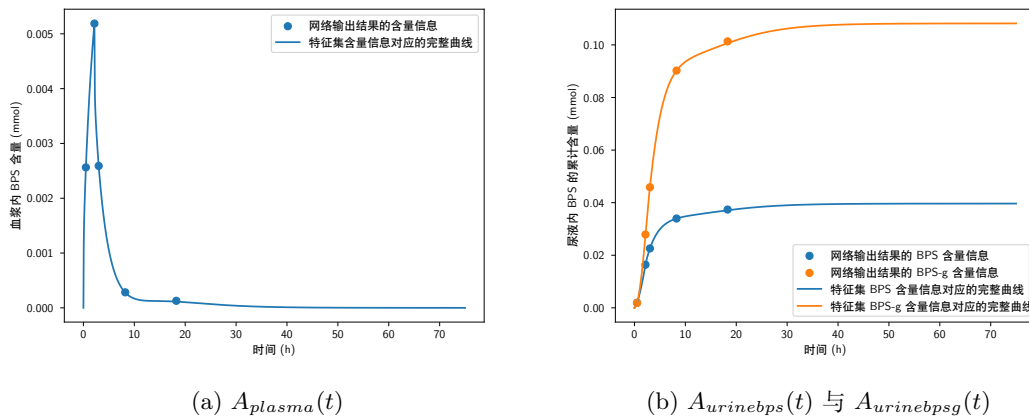 血浆内 BPS 含量 (mmol)
0.005
0.004
0.003
0.002
0.001
0.000
网络输出结果的含量信息
特征集含量信息对应的完整曲线
0 10 20 30 40 50 60 70
时间 (h)
(a) A_{plasma}(t)
尿液内 BPS 的累计含量 (mmol)
0.10
0.08
0.06
0.04
0.02
0.00
网络输出结果的 BPS 含量信息
网络输出结果的 BPS-g 含量信息
特征集 BPS 含量信息对应的完整曲线
特征集 BPS-g 含量信息对应的完整曲线
0 10 20 30 40 50 60 70
时间 (h)
(b) A_{urinebps}(t) 与 A_{urinebpsg}(t)